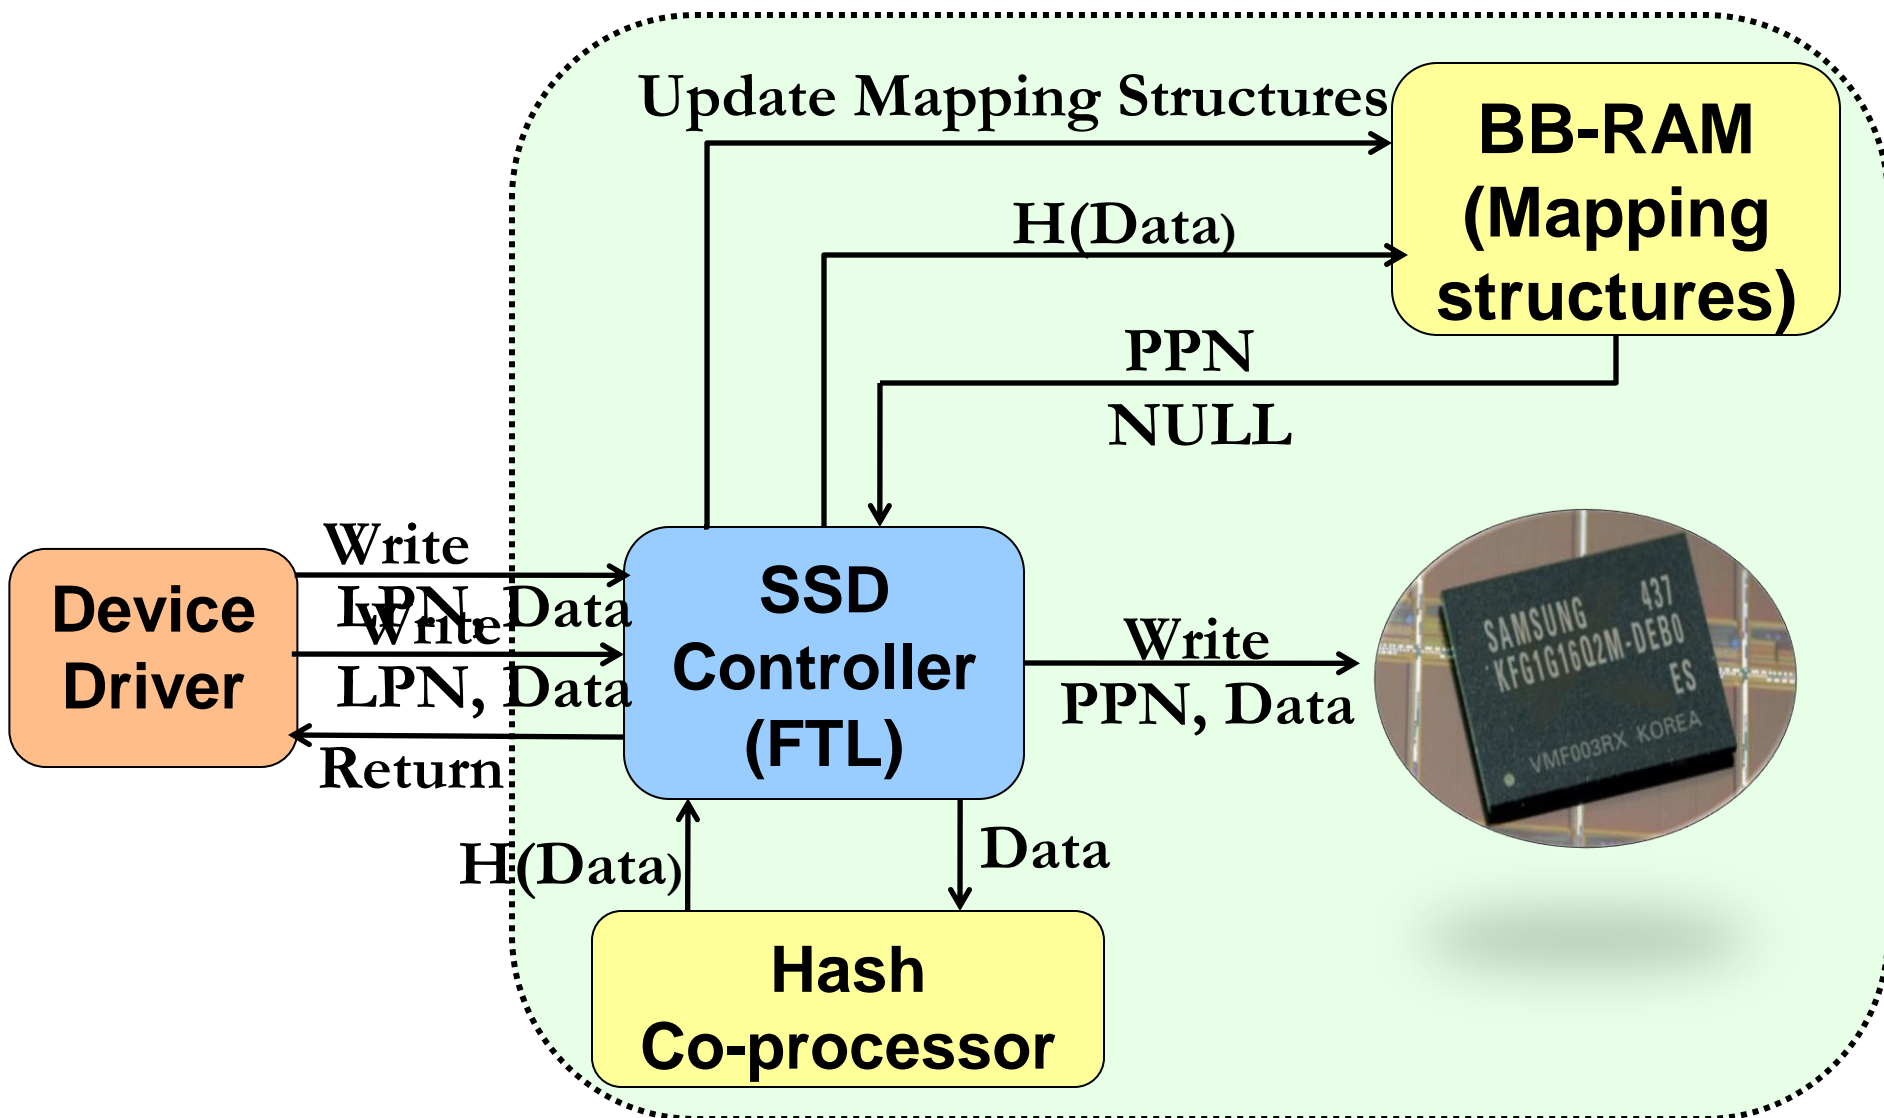 Update Mapping Structures
BB-RAM
(Mapping
structures)
H(Data)
PPN
NULL
Write
LPN, Data
Write
LPN, Data
Return
Device
Driver
SSD
Controller
(FTL)
Write
PPN, Data
SAMSUNG 437
KFG1G16Q2M-DEB0
ES
VMF003RX KOREA
H(Data)
Data
Hash
Co-processor